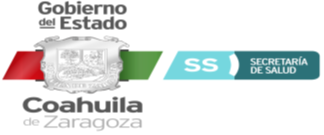 Gobierno
del Estado
SS
SECRETARÍA
DE SALUD
Coahuila
de Zaragoza